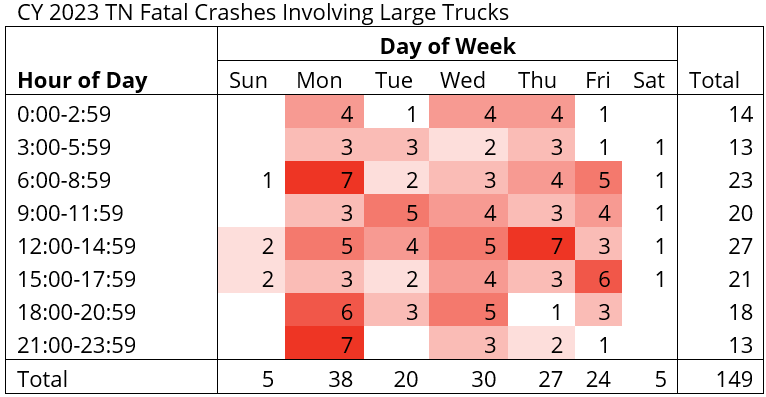 CY 2023 TN Fatal Crashes Involving Large Trucks
Day of Week
Hour of Day Sun Mon Tue Wed Thu Fri Sat Total
0:00-2:59 4 1 4 4 1 14
3:00-5:59 3 3 2 3 1 1 13
6:00-8:59 1 7 2 3 4 5 1 23
9:00-11:59 3 5 4 3 4 1 20
12:00-14:59 2 5 4 5 7 3 1 27
15:00-17:59 2 3 2 4 3 6 1 21
18:00-20:59 6 3 5 1 3 18
21:00-23:59 7 3 2 1 13
Total 5 38 20 30 27 24 5 149